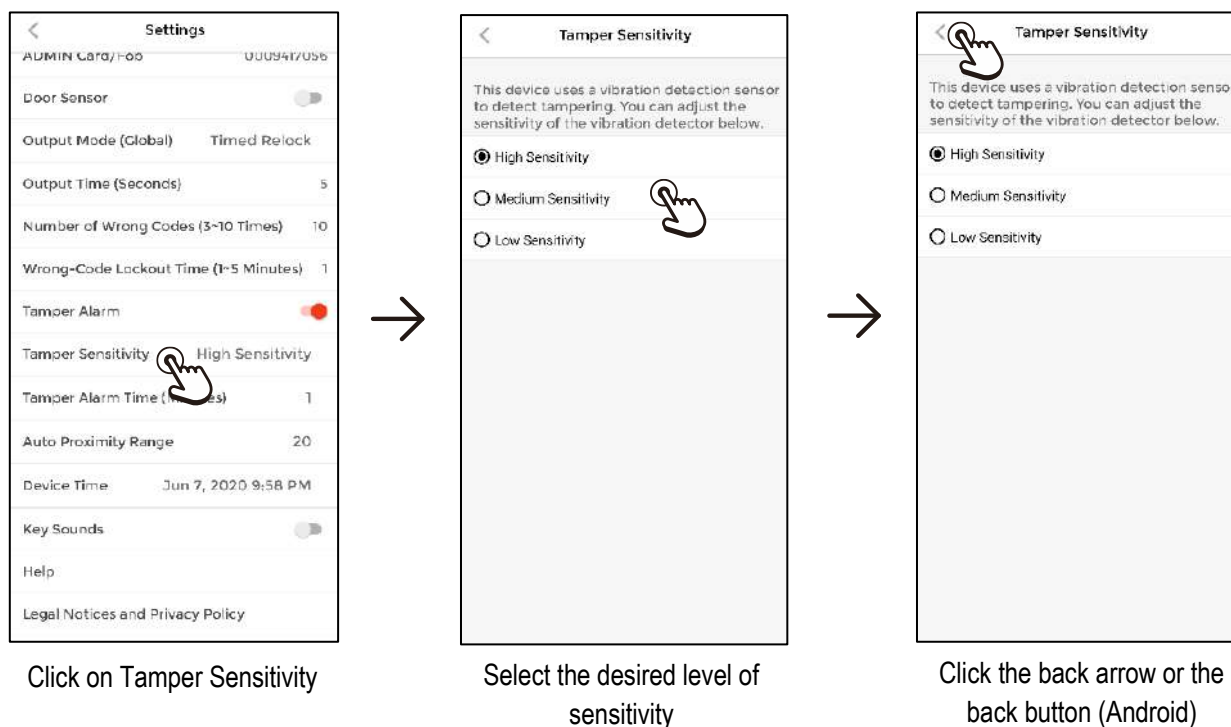 Settings
ADMIN Card/Fob 0009417056
Door Sensor
Output Mode (Global) Timed Relock
Output Time (Seconds) 5
Number of Wrong Codes (3~10 Times) 10
Wrong-Code Lockout Time (1~5 Minutes) 1
Tamper Alarm
Tamper Sensitivity High Sensitivity
Tamper Alarm Time ( es) 1
Auto Proximity Range 20
Device Time Jun 7, 2020 9:58 PM
Key Sounds
Help
Legal Notices and Privacy Policy
Click on Tamper Sensitivity
Tamper Sensitivity
This device uses a vibration detection sensor
to detect tampering. You can adjust the
sensitivity of the vibration detector below.
High Sensitivity
Medium Sensitivity
Low Sensitivity
Select the desired level of
sensitivity
Tamper Sensitivity
This device uses a vibration detection senso
to detect tampering. You can adjust the
sensitivity of the vibration detector below.
High Sensitivity
Medium Sensitivity
Low Sensitivity
Click the back arrow or the
back button (Android)